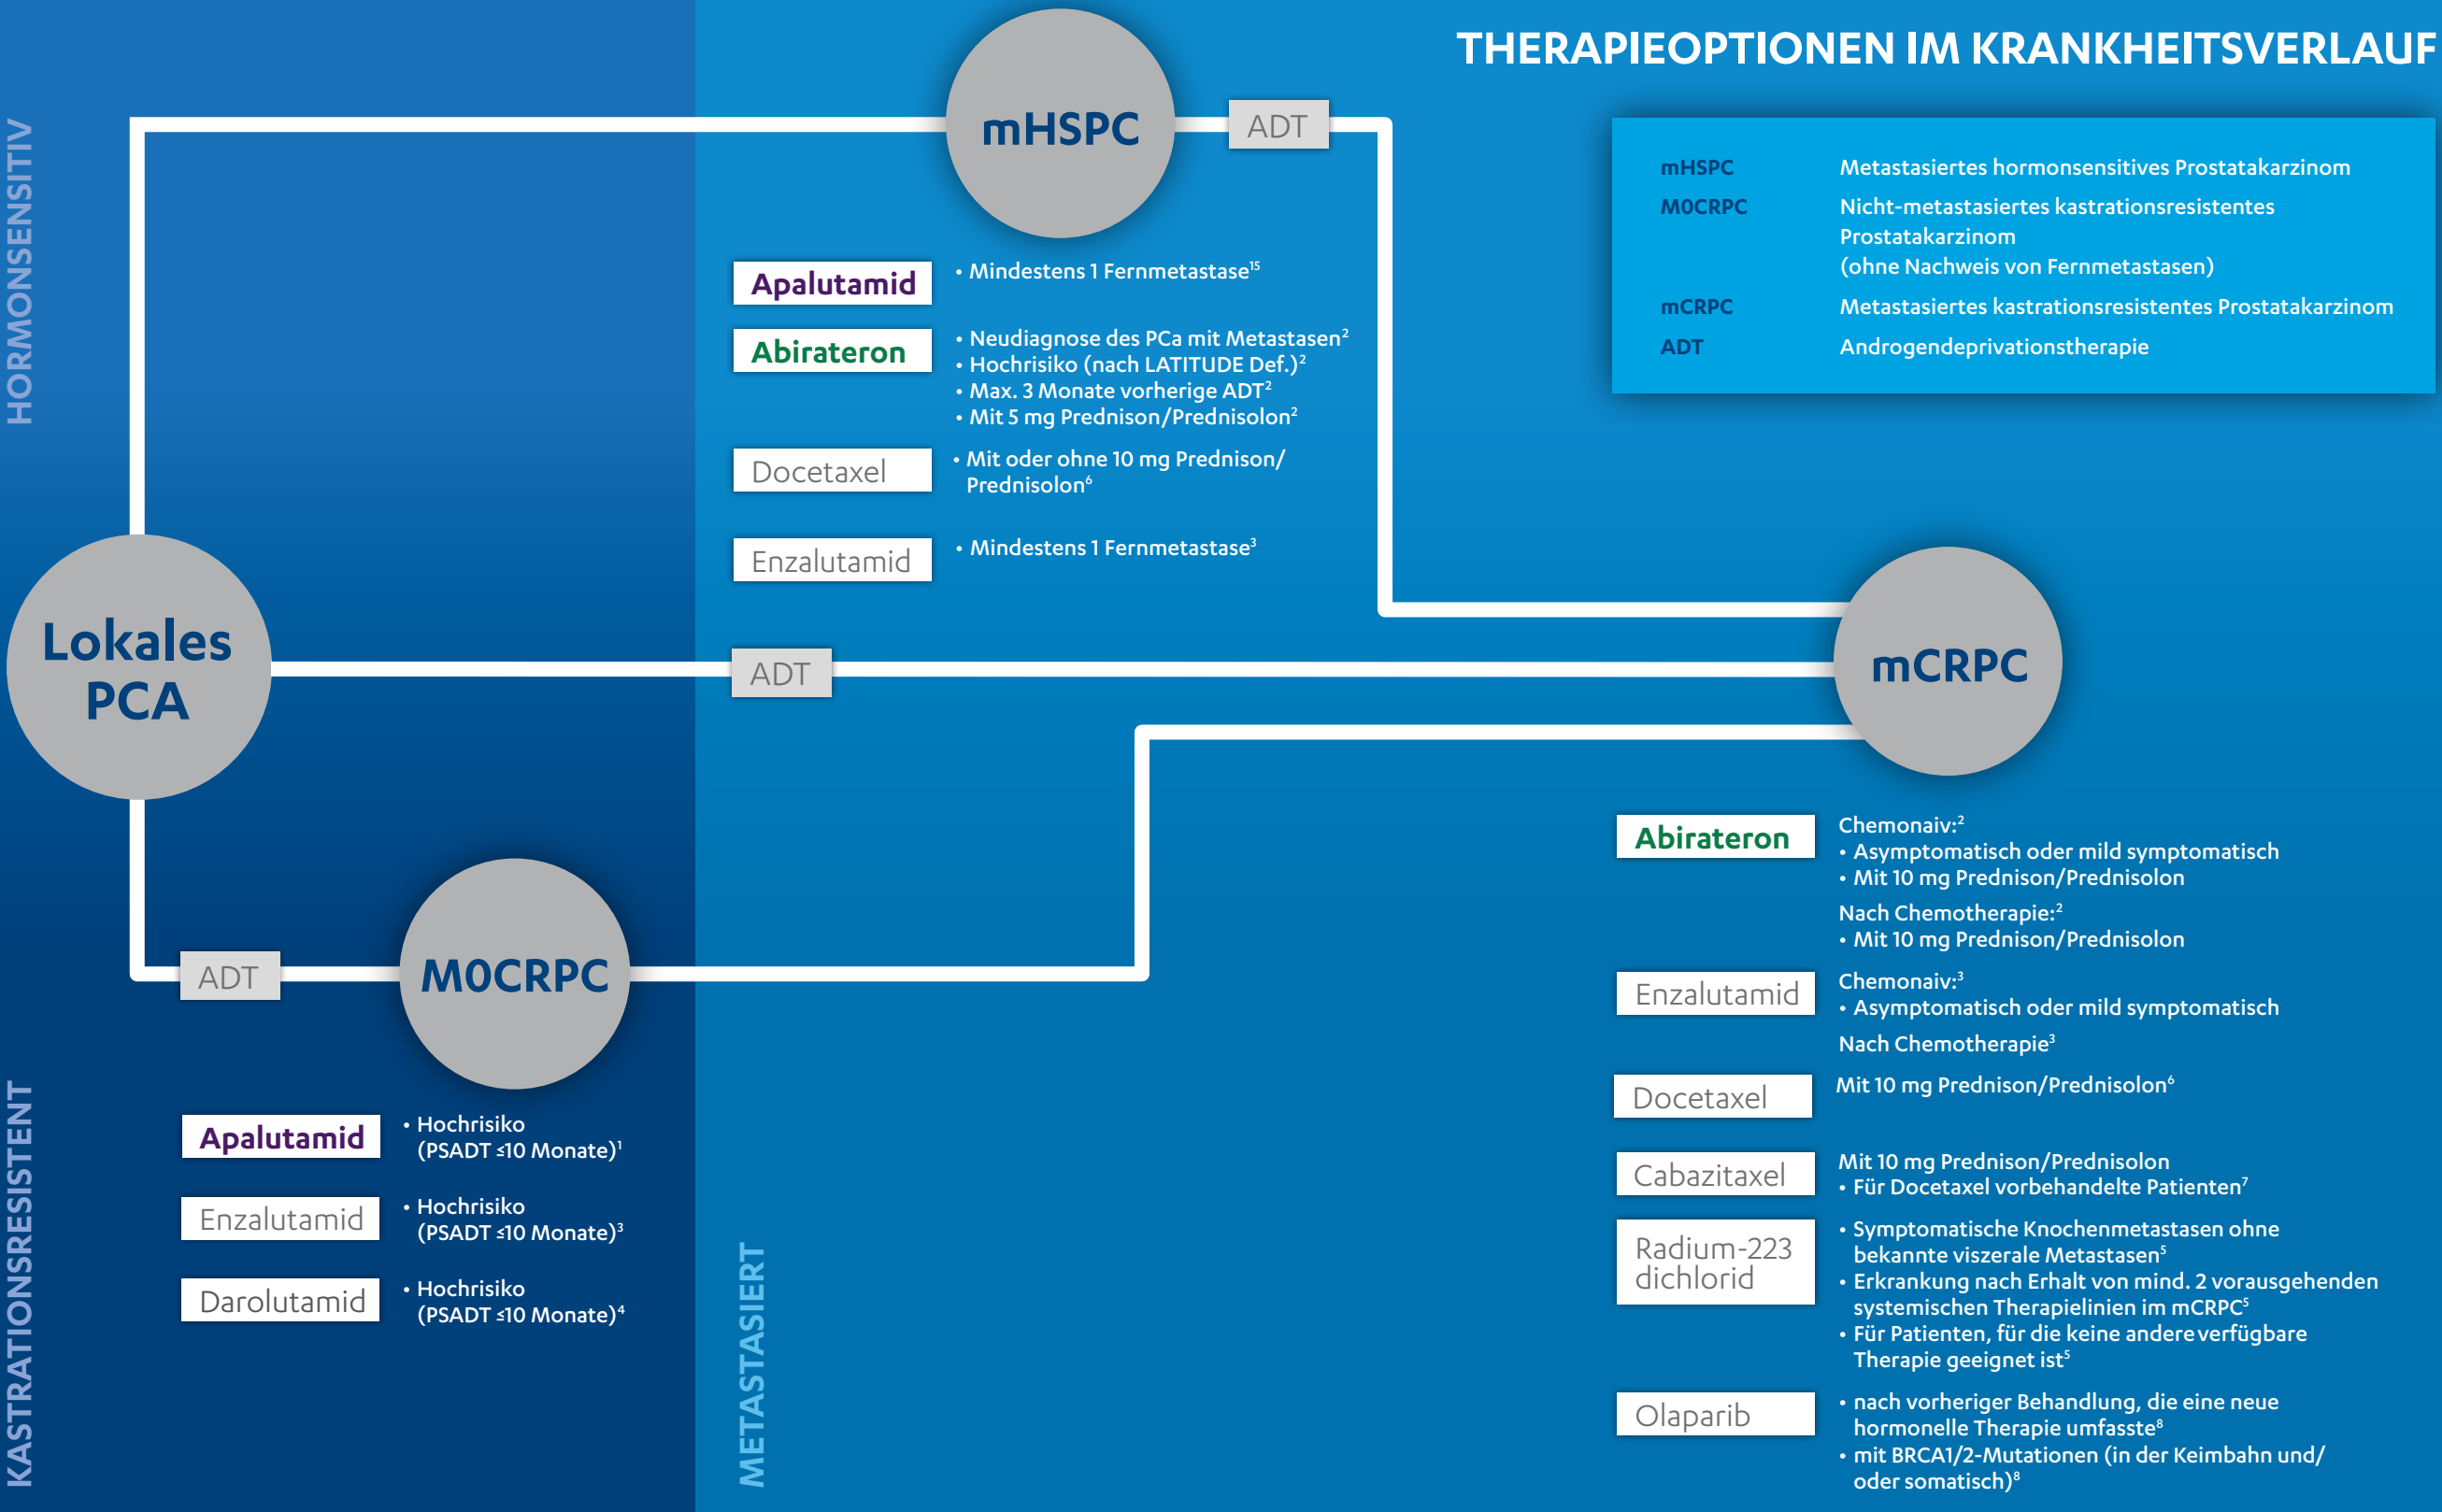 THERAPIEOPTIONEN IM KRANKHEITSVERLAUF
HORMONSENSITIV
KASTRATIONSRESISTENT
METASTASIERT
mHSPC
ADT
mHSPC Metastasiertes hormonsensitives Prostatakarzinom
M0CRPC Nicht-metastasiertes kastrationsresistentes
Prostatakarzinom
(ohne Nachweis von Fernmetastasen)
mCRPC Metastasiertes kastrationsresistentes Prostatakarzinom
ADT Androgendeprivationstherapie
Apalutamid
• Mindestens 1 Fernmetastase¹⁵
Abirateron
• Neudiagnose des PCa mit Metastasen²
• Hochrisiko (nach LATITUDE Def.)²
• Max. 3 Monate vorherige ADT²
• Mit 5 mg Prednison/Prednisolon²
Docetaxel
• Mit oder ohne 10 mg Prednison/
Prednisolon⁶
Enzalutamid
• Mindestens 1 Fernmetastase³
Lokales
PCA
ADT
mCRPC
ADT
M0CRPC
Apalutamid
• Hochrisiko
(PSADT ≤10 Monate)¹
Enzalutamid
• Hochrisiko
(PSADT ≤10 Monate)³
Darolutamid
• Hochrisiko
(PSADT ≤10 Monate)⁴
Abirateron
Chemonaiv:²
• Asymptomatisch oder mild symptomatisch
• Mit 10 mg Prednison/Prednisolon
Nach Chemotherapie:²
• Mit 10 mg Prednison/Prednisolon
Enzalutamid
Chemonaiv:³
• Asymptomatisch oder mild symptomatisch
Nach Chemotherapie³
Docetaxel
Mit 10 mg Prednison/Prednisolon⁶
Cabazitaxel
Mit 10 mg Prednison/Prednisolon
• Für Docetaxel vorbehandelte Patienten⁷
Radium-223
dichlorid
• Symptomatische Knochenmetastasen ohne
bekannte viszerale Metastasen⁵
• Erkrankung nach Erhalt von mind. 2 vorausgehenden
systemischen Therapielinien im mCRPC⁵
• Für Patienten, für die keine andere verfügbare
Therapie geeignet ist⁵
Olaparib
• nach vorheriger Behandlung, die eine neue
hormonelle Therapie umfasste⁸
• mit BRCA1/2-Mutationen (in der Keimbahn und/
oder somatisch)⁸